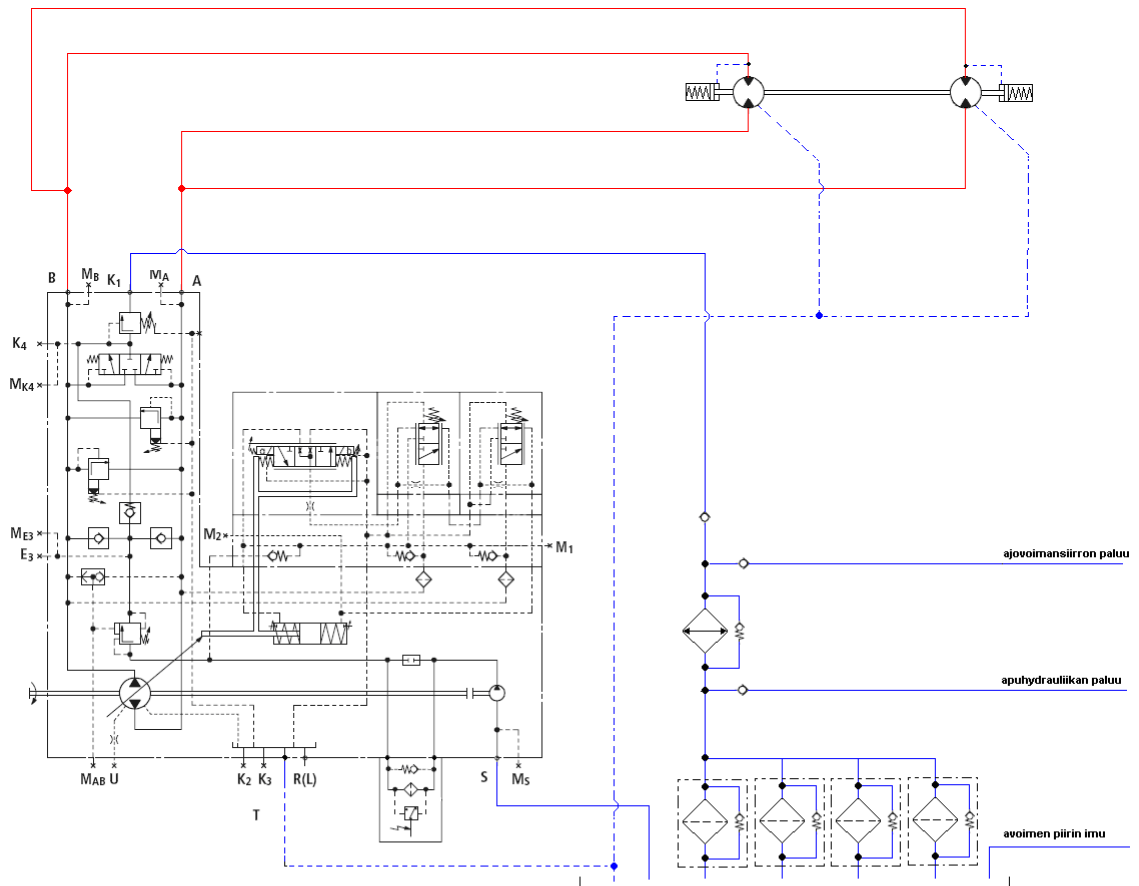 B
MB
K1
MA
A
K4
MK4
ME3
E3
M2
M1
ajovoimansiirron paluu
apuhydrauliikan paluu
MAB
U
K2
K3
R(L)
S
MS
T
avoimen piirin imu